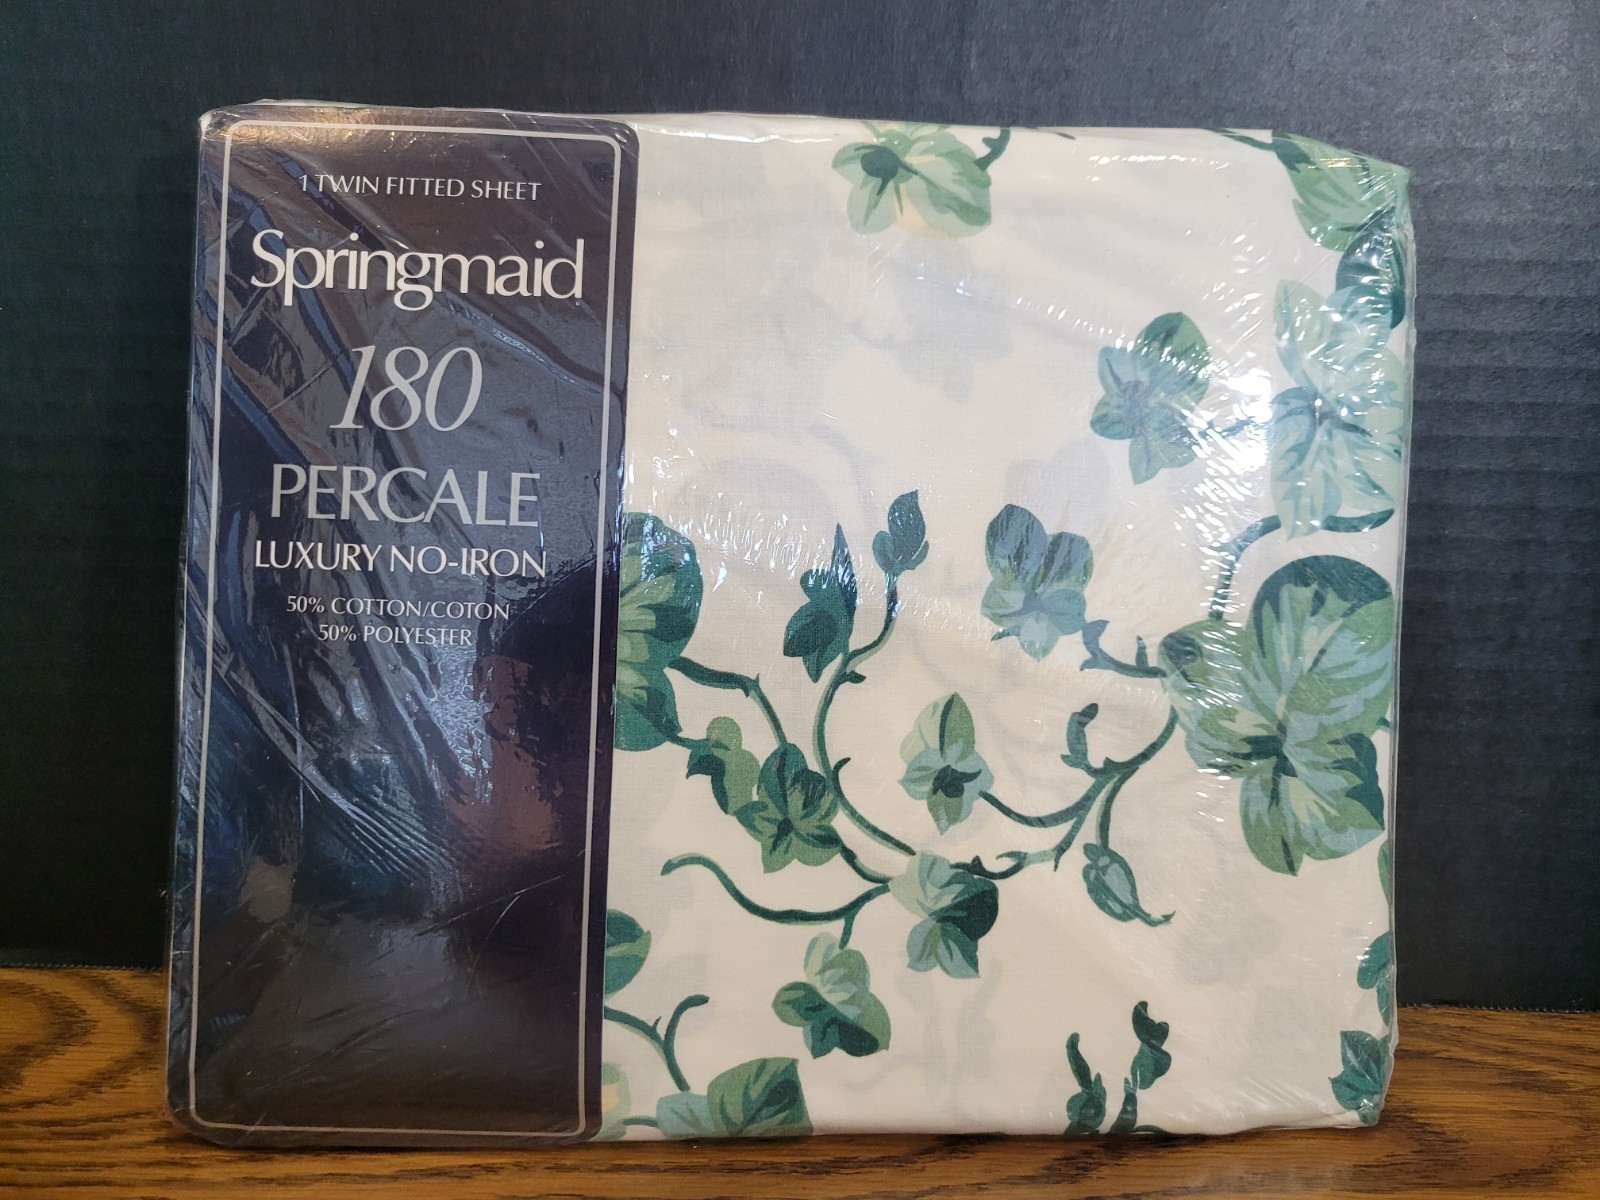 1 TWIN FITTED SHEET
Springmaid
180
PERCALE
LUXURY NO-IRON
50% COTTON/COTON
50% POLYESTER